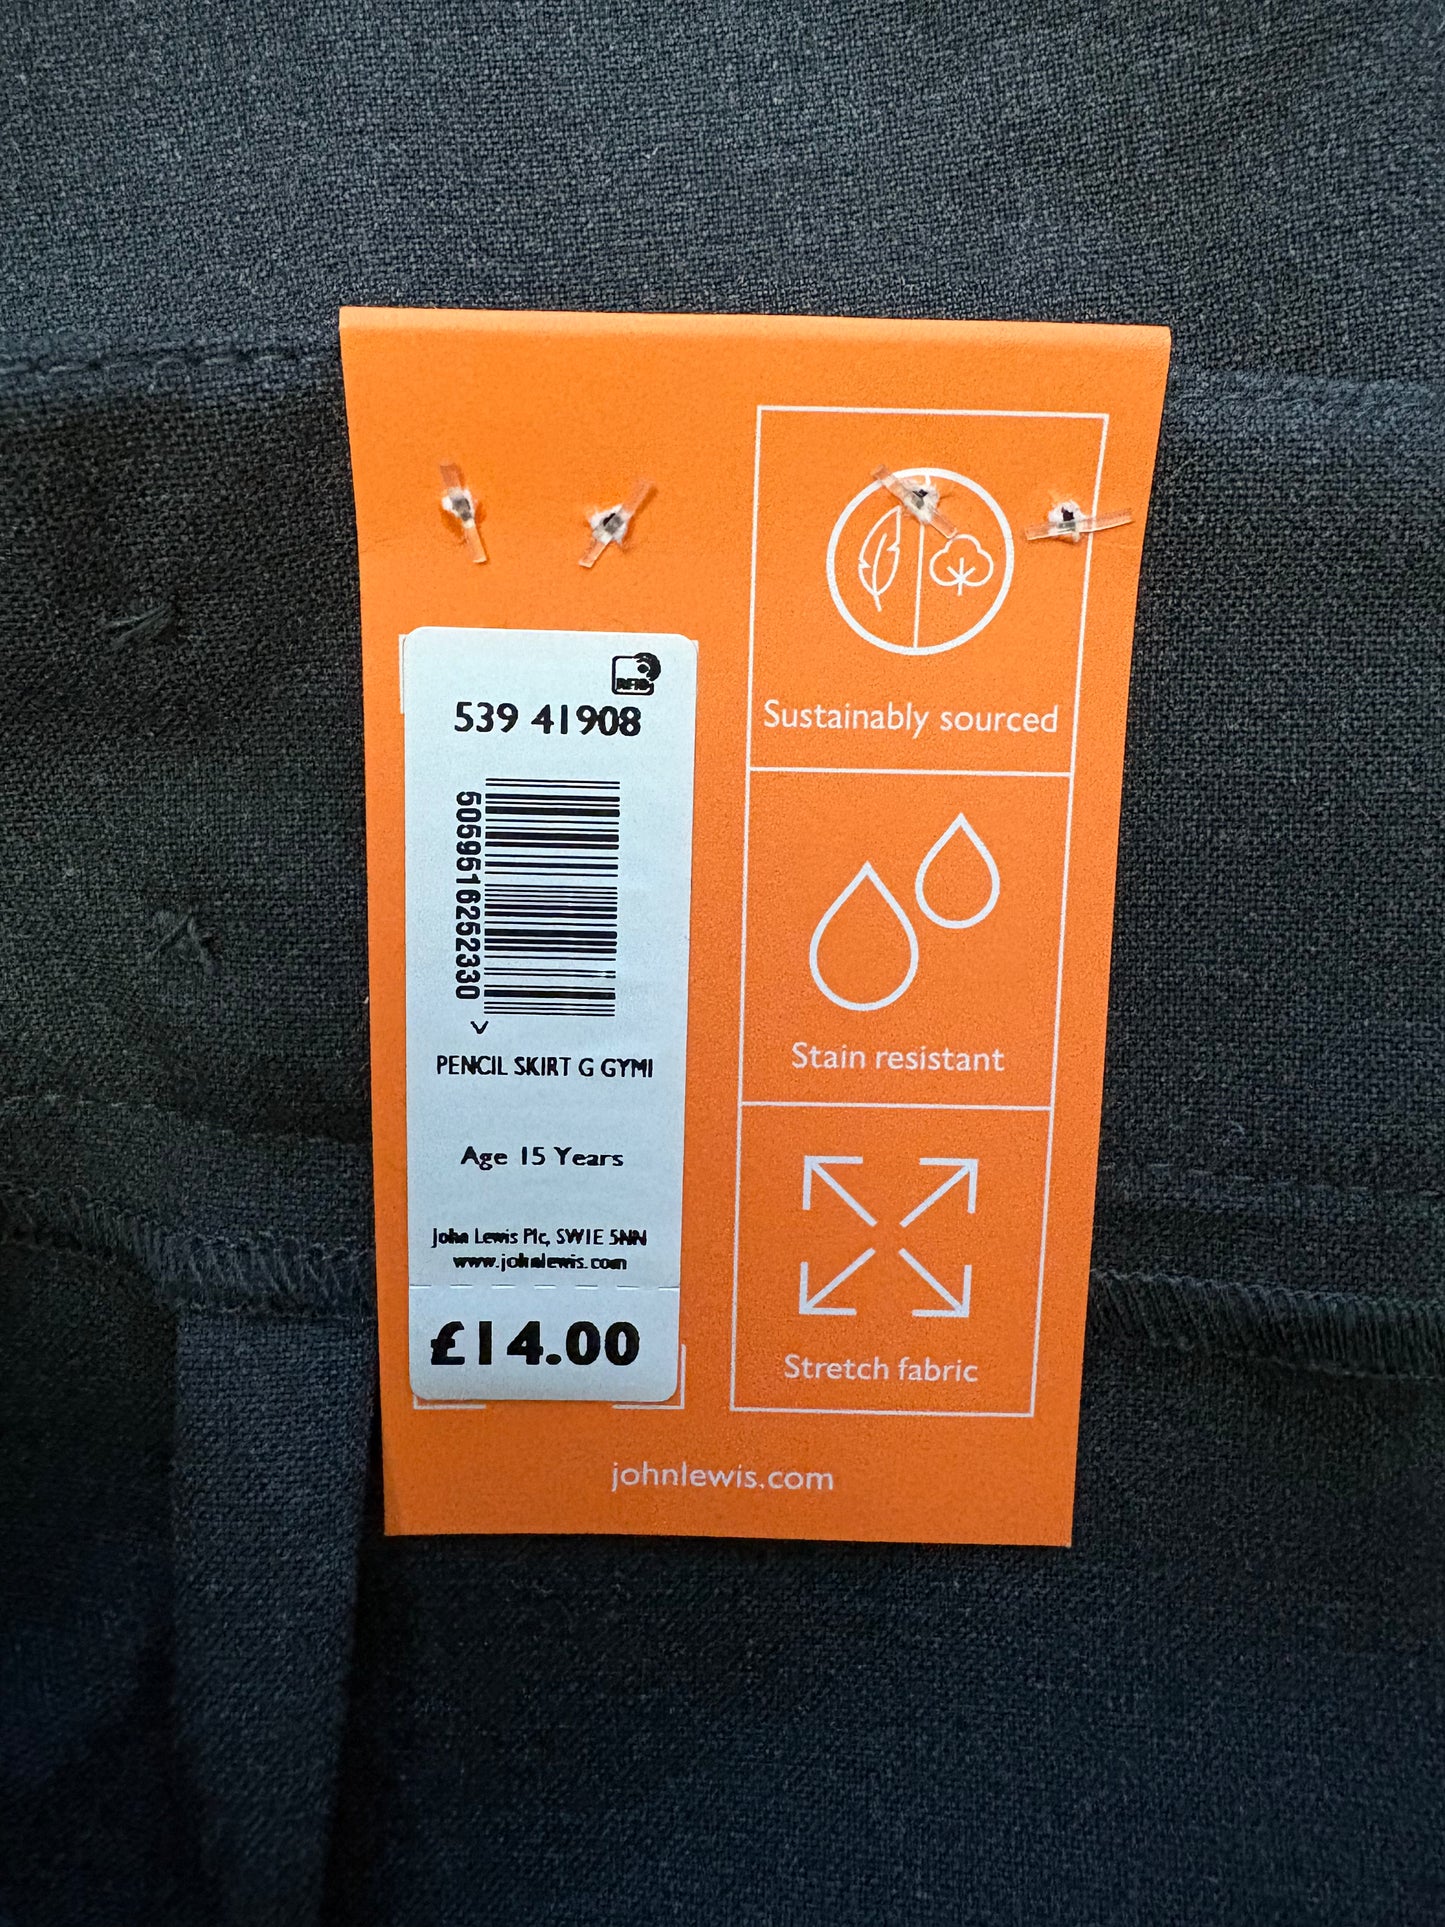 RFID
539 41908
5059516252330
PENCIL SKIRT G GYMI
Age 15 Years
John Lewis Plc, SW1E 5NN
www.johnlewis.com
£14.00
Sustainably sourced
Stain resistant
Stretch fabric
johnlewis.com